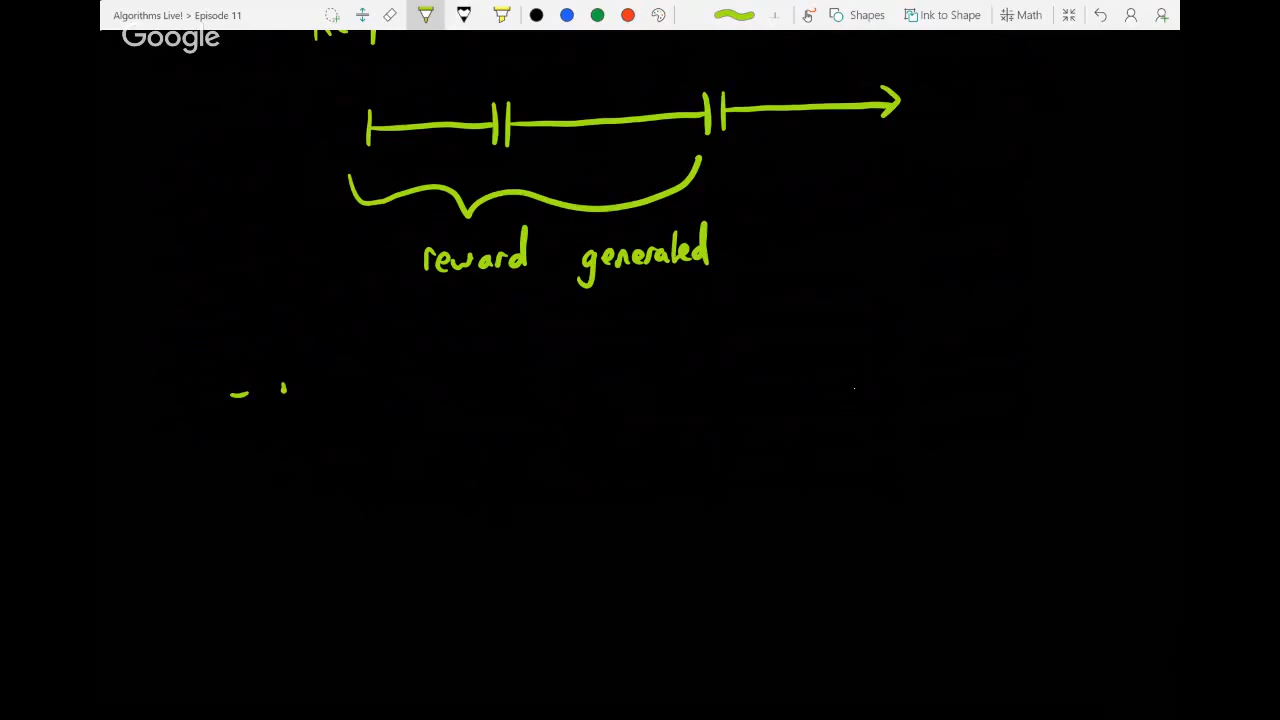 Algorithms Live! > Episode 11
Shapes
Ink to Shape
Math
Google
reward generated